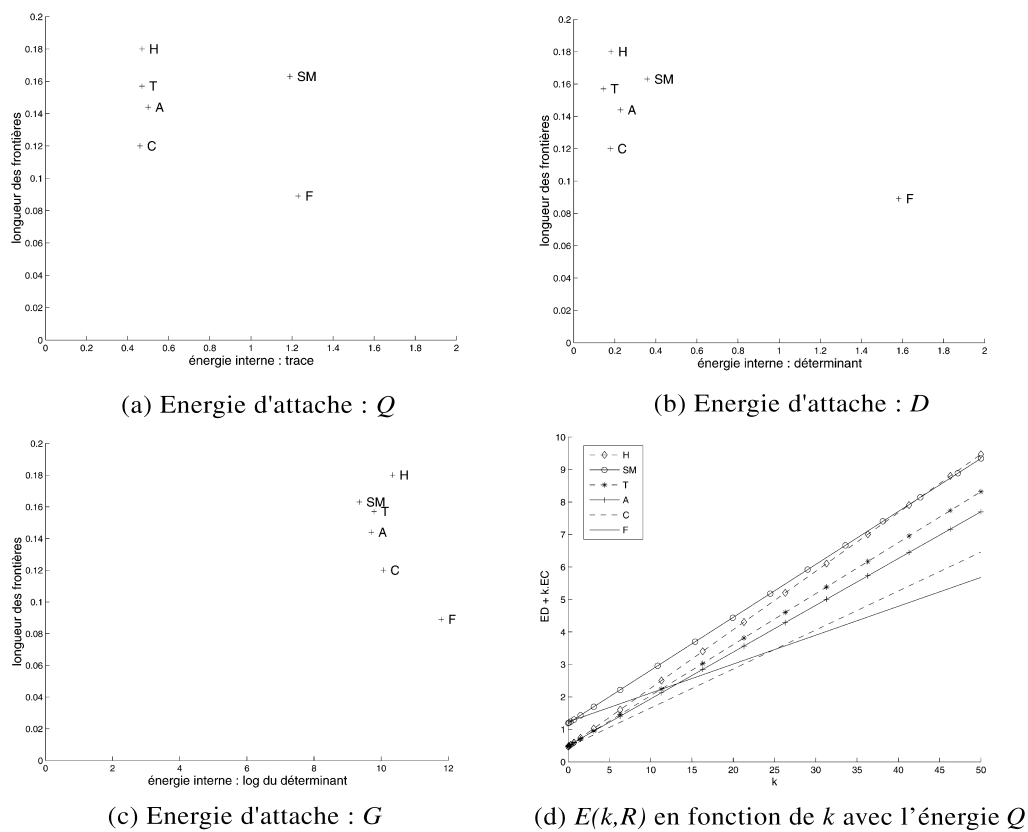 0.2
0.18
0.16
0.14
0.12
0.1
0.08
0.06
0.04
0.02
0
longueur des frontières
H
T
A
C
SM
F
0 0.2 0.4 0.6 0.8 1 1.2 1.4 1.6 1.8 2
énergie interne : trace
(a) Energie d'attache : Q
0.2
0.18
0.16
0.14
0.12
0.1
0.08
0.06
0.04
0.02
0
longueur des frontières
H
SM
T
A
C
F
0 0.2 0.4 0.6 0.8 1 1.2 1.4 1.6 1.8 2
énergie interne : déterminant
(b) Energie d'attache : D
0.2
0.18
0.16
0.14
0.12
0.1
0.08
0.06
0.04
0.02
0
longueur des frontières
H
SM
T
A
C
F
0 2 4 6 8 10 12
énergie interne : log du déterminant
(c) Energie d'attache : G
10
9
8
7
6
5
4
3
2
1
0
ED + k.EC
H
SM
T
A
C
F
0 5 10 15 20 25 30 35 40 45 50
k
(d) E(k,R) en fonction de k avec l'énergie Q